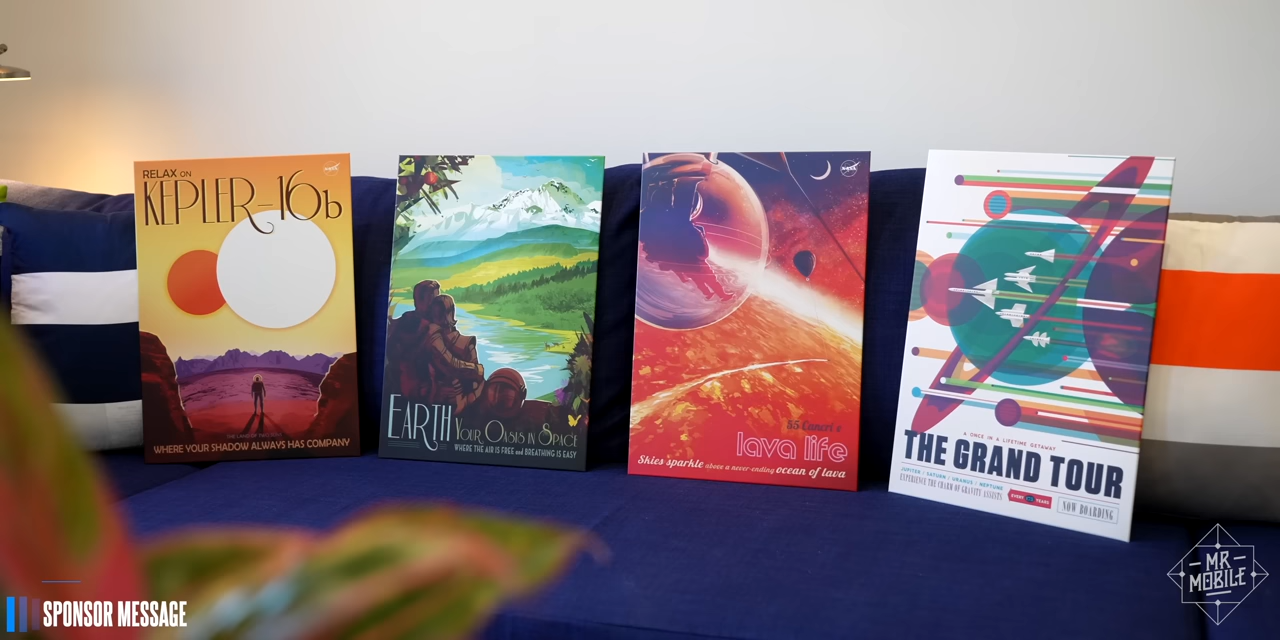 RELAX ON
KEPLER-16b
WHERE YOUR SHADOW ALWAYS HAS COMPANY
EARTH
YOUR OASIS IN SPACE
WHERE THE AIR IS FREE and BREATHING IS EASY
NASA
55 Cancri e
lava life
Skies sparkle above a never-ending ocean of lava
A ONCE IN A LIFETIME GETAWAY
THE GRAND TOUR
JUPITER / SATURN / URANUS / NEPTUNE
EXPERIENCE THE CHARM OF GRAVITY ASSISTS
EVERY
YEARS
NOW BOARDING
SPONSOR MESSAGE
MR
MOBILE